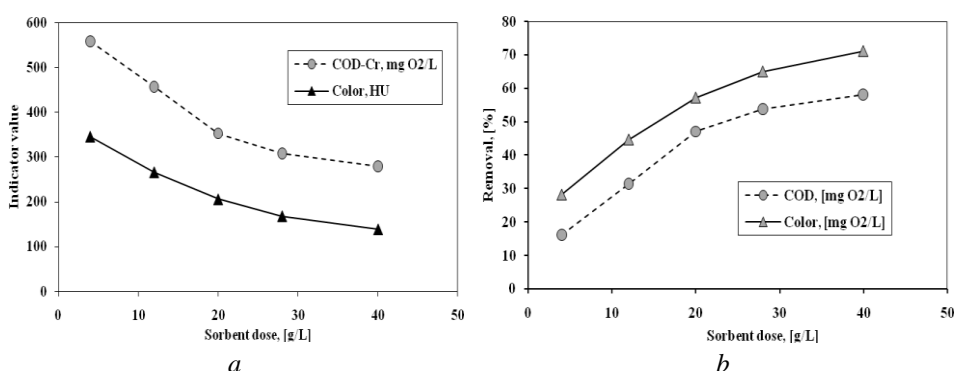 600
500
400
300
200
100
0
Indicator value
COD-Cr, mg O2/L
Color, HU
0 10 20 30 40 50
Sorbent dose, [g/L]
a
80
70
60
50
40
30
20
10
0
Removal, [%]
COD, [mg O2/L]
Color, [mg O2/L]
0 10 20 30 40 50
Sorbent dose, [g/L]
b